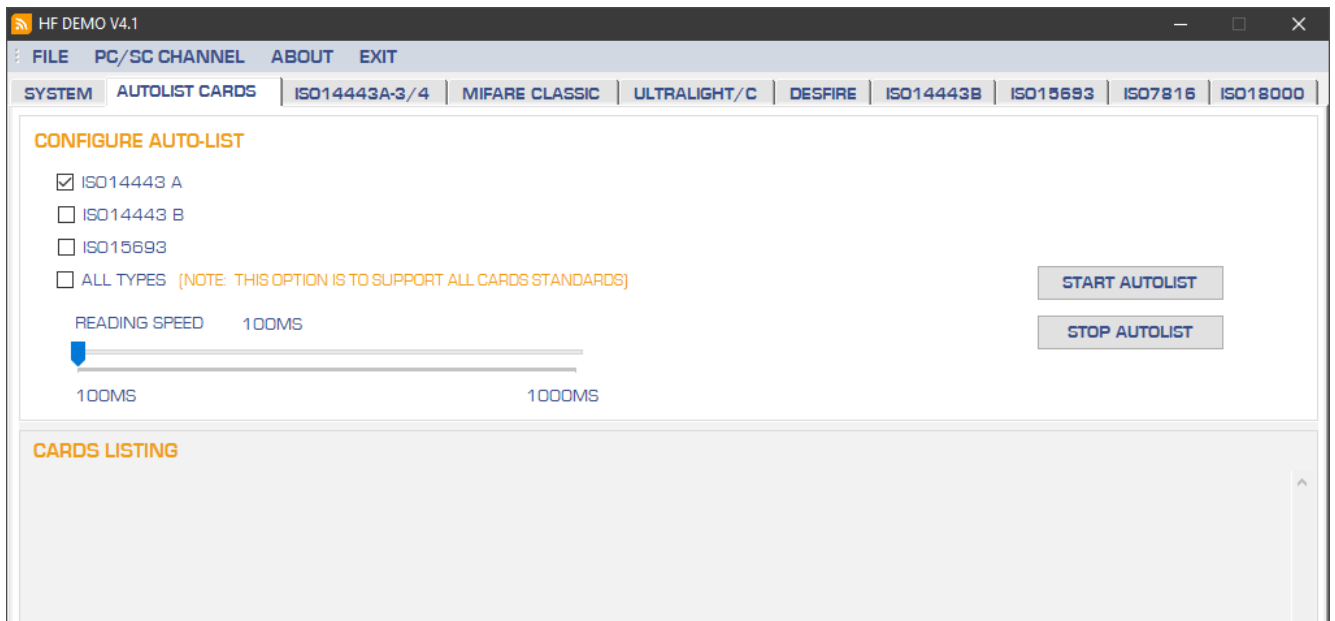 HF DEMO V4.1
FILE PC/SC CHANNEL ABOUT EXIT
SYSTEM AUTOLIST CARDS ISO14443A-3/4 MIFARE CLASSIC ULTRALIGHT/C DESFIRE ISO14443B ISO15693 ISO7816 ISO18000
CONFIGURE AUTO-LIST
ISO14443 A
ISO14443 B
ISO15693
ALL TYPES (NOTE: THIS OPTION IS TO SUPPORT ALL CARDS STANDARDS)
START AUTOLIST
READING SPEED 100MS
STOP AUTOLIST
100MS 1000MS
CARDS LISTING